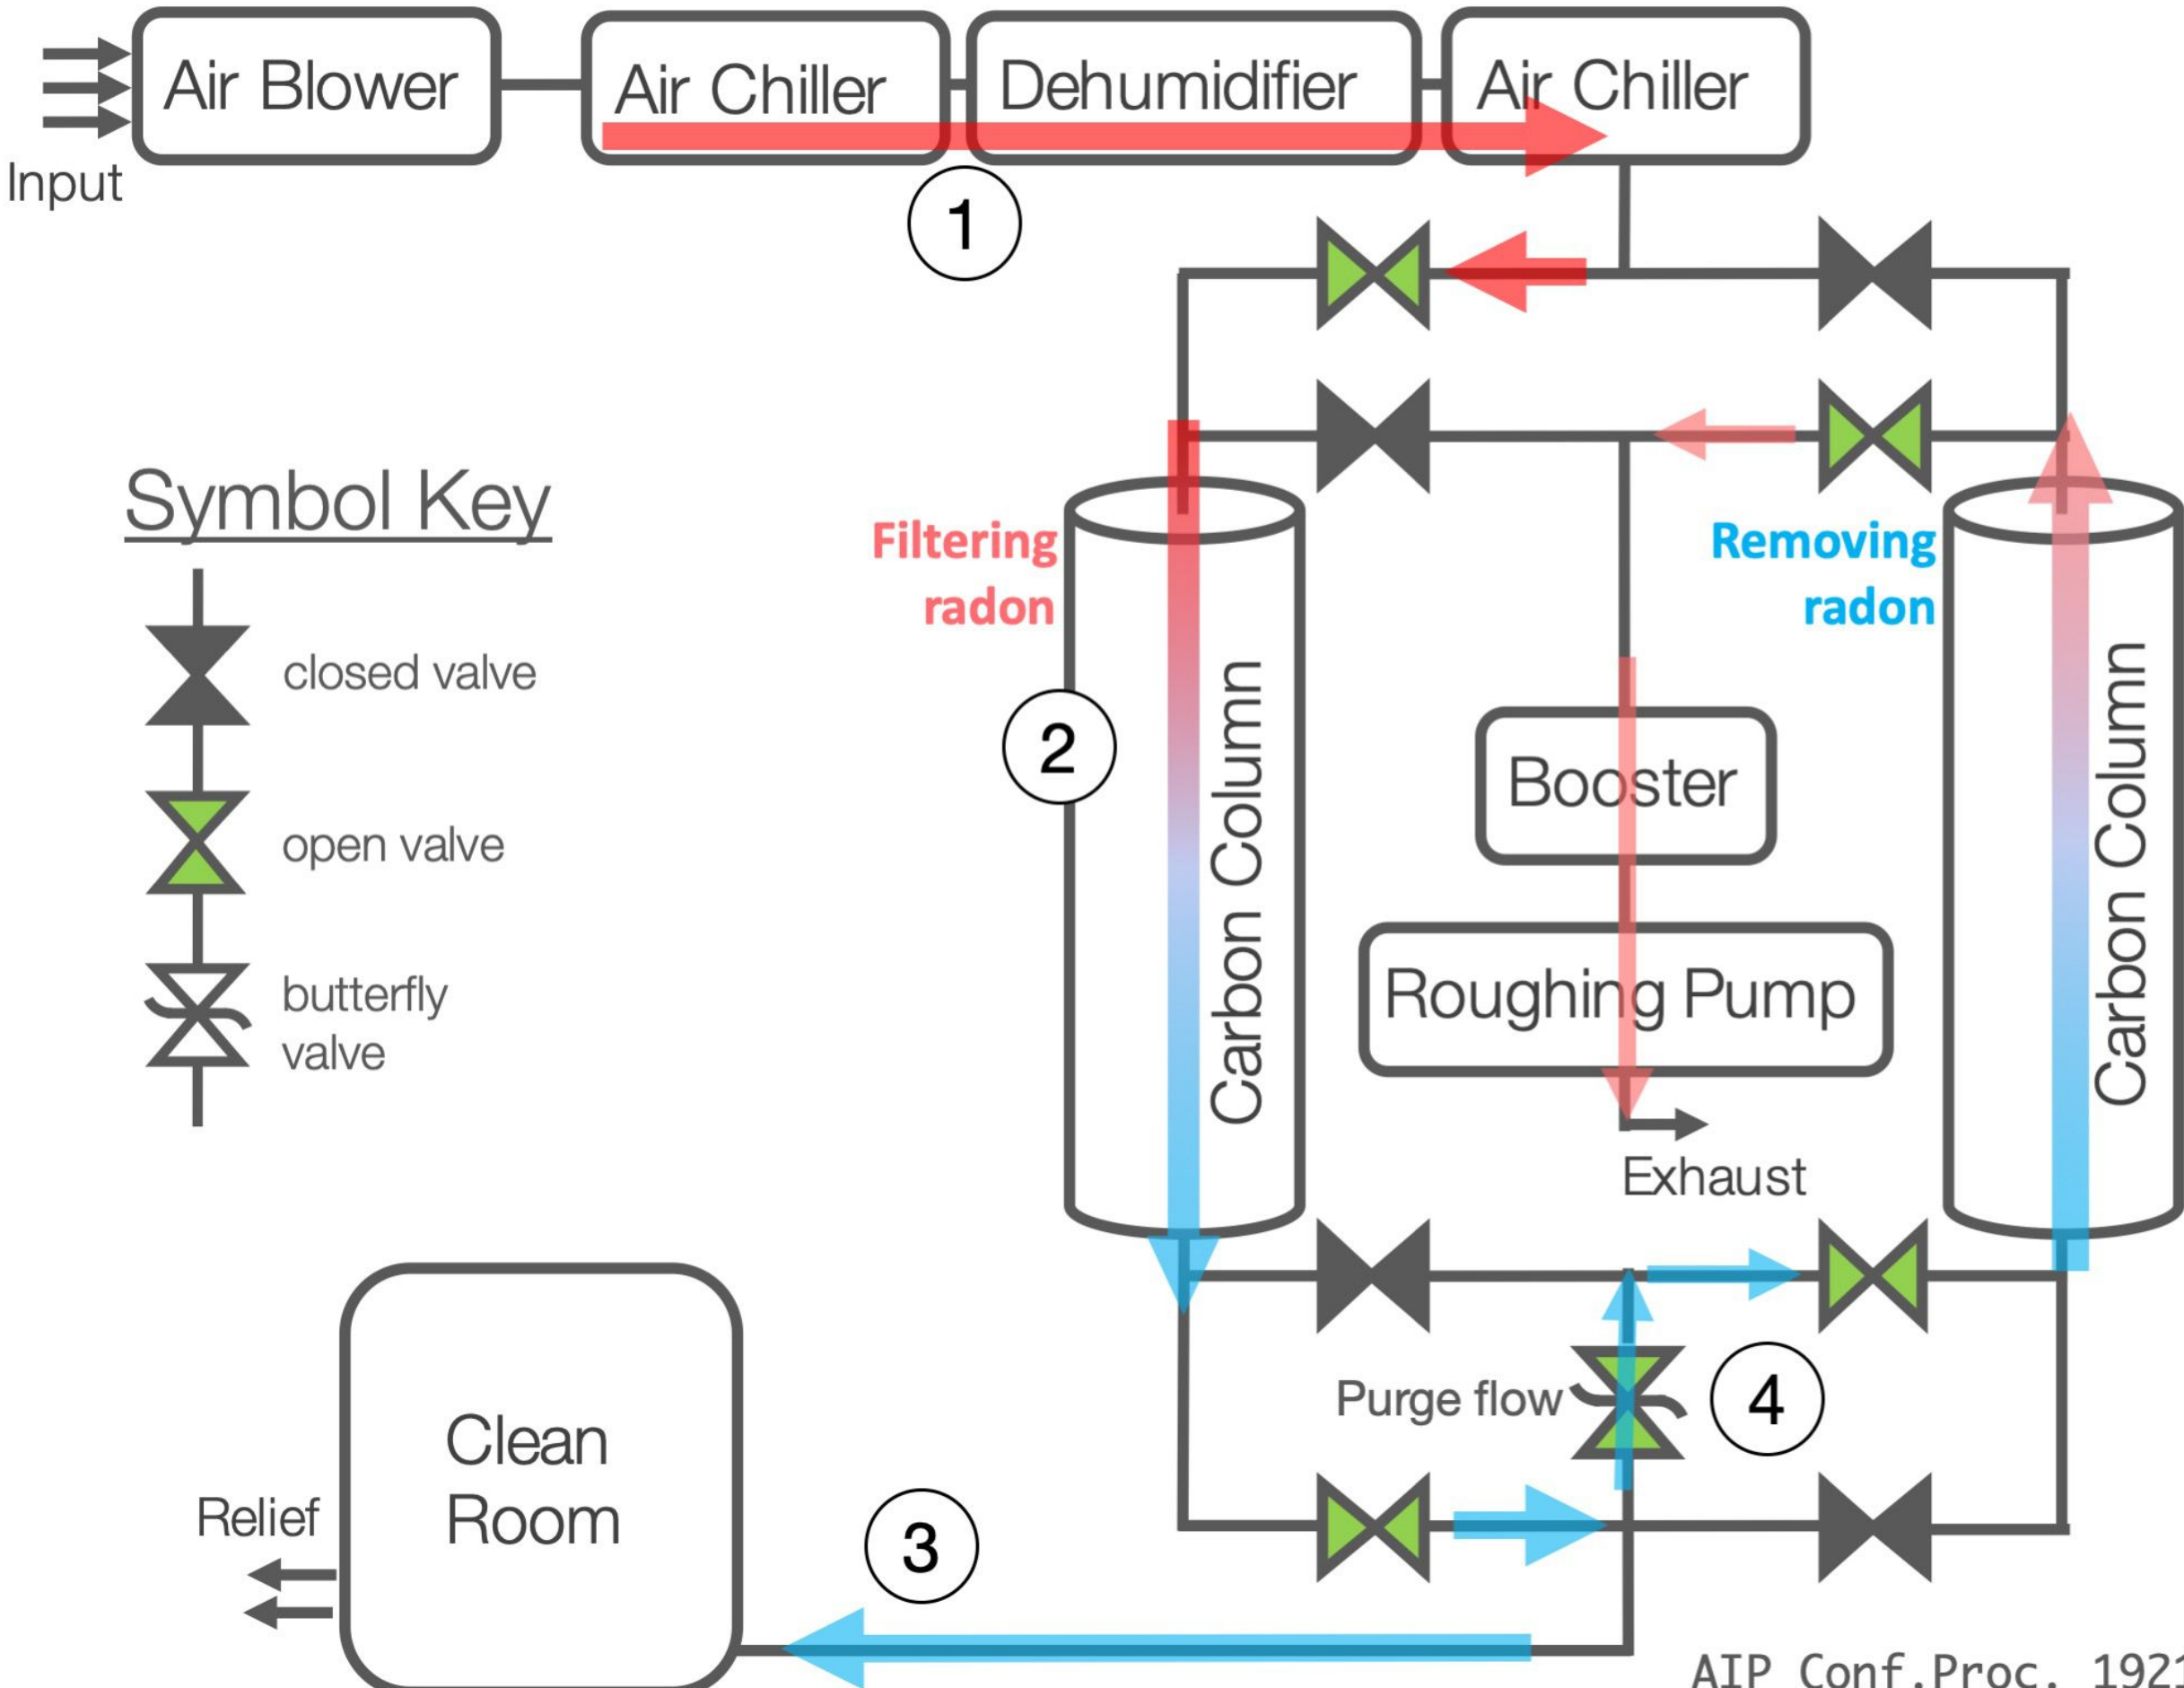 Air Blower
Air Chiller
Dehumidifier
Air Chiller
Input
1
Symbol Key
closed valve
open valve
butterfly
valve
Filtering
radon
Removing
radon
2
Carbon Column
Booster
Roughing Pump
Carbon Column
Exhaust
Purge flow
4
Clean
Room
Relief
3
AIP Conf.Proc. 1921